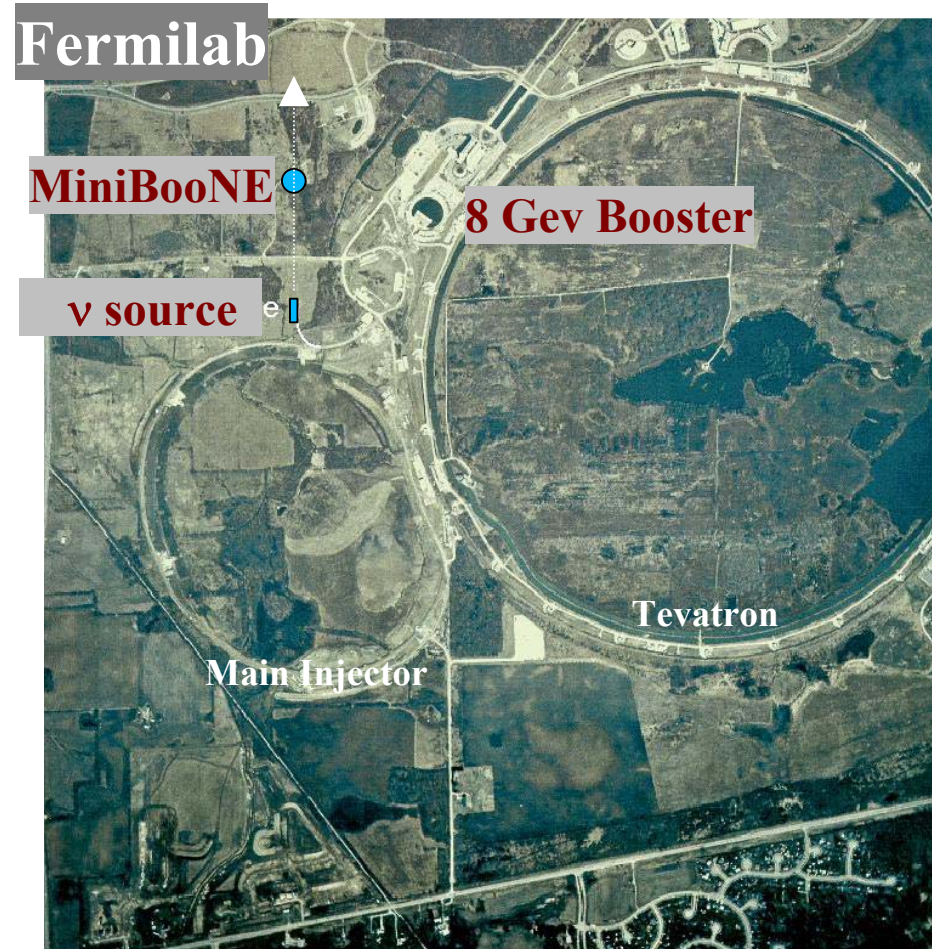 Fermilab
MiniBooNE
8 Gev Booster
ν source e
Tevatron
Main Injector